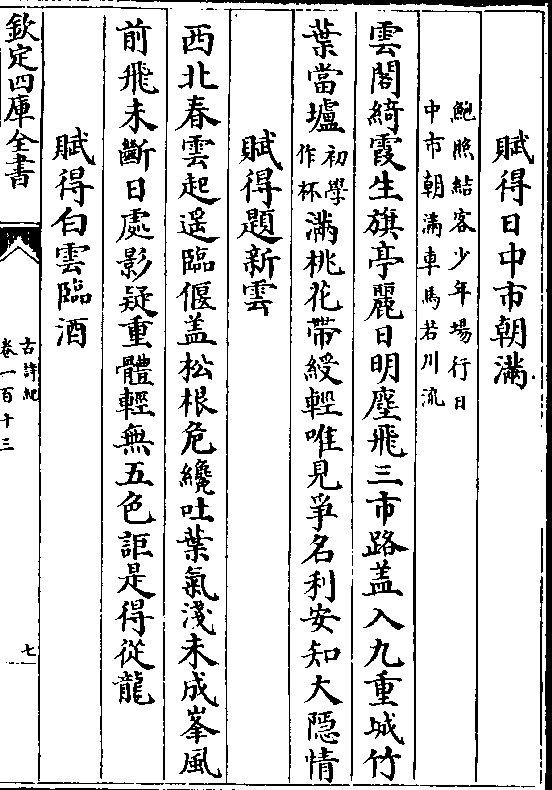 賦得日中市朝滿
鮑照結客少年塲行日
中市朝滿車馬若川流
雲閣綺霞生旗亭麗日明塵飛三市路盖入九重城竹
葉當壚初學作杯滿桃花帶綬輕唯見爭名利安知大隱情
賦得題新雲
西北春雲起遥臨偃盖松根危纔吐葉氣淺未成峯風
前飛未斷日處影疑重體輕無五色詎是得從龍
賦得白雲臨酒
欽定四庫全書
古詩紀
卷一百十三
七